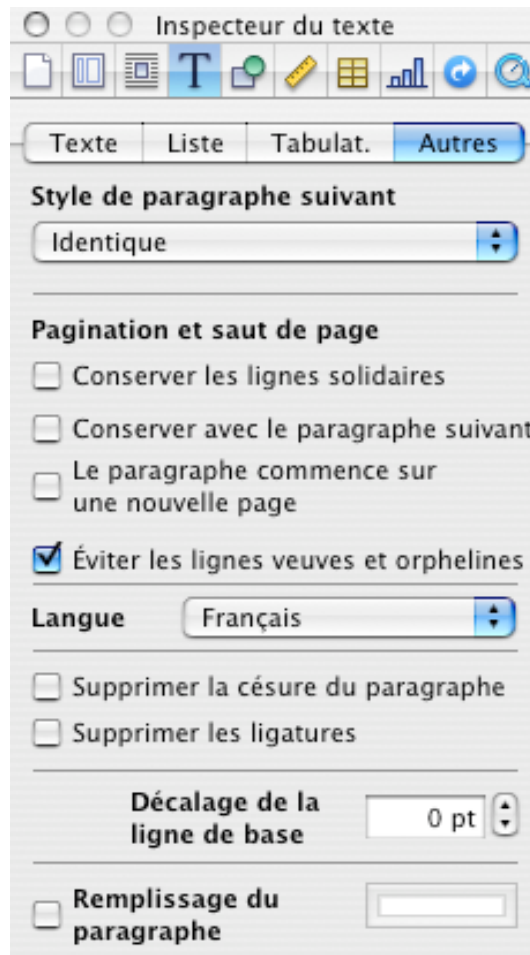 Inspecteur du texte
T
Texte Liste Tabulat. Autres
Style de paragraphe suivant
Identique
Pagination et saut de page
Conserver les lignes solidaires
Conserver avec le paragraphe suivant
Le paragraphe commence sur
une nouvelle page
Éviter les lignes veuves et orphelines
Langue Français
Supprimer la césure du paragraphe
Supprimer les ligatures
Décalage de la
ligne de base
0 pt
Remplissage du
paragraphe